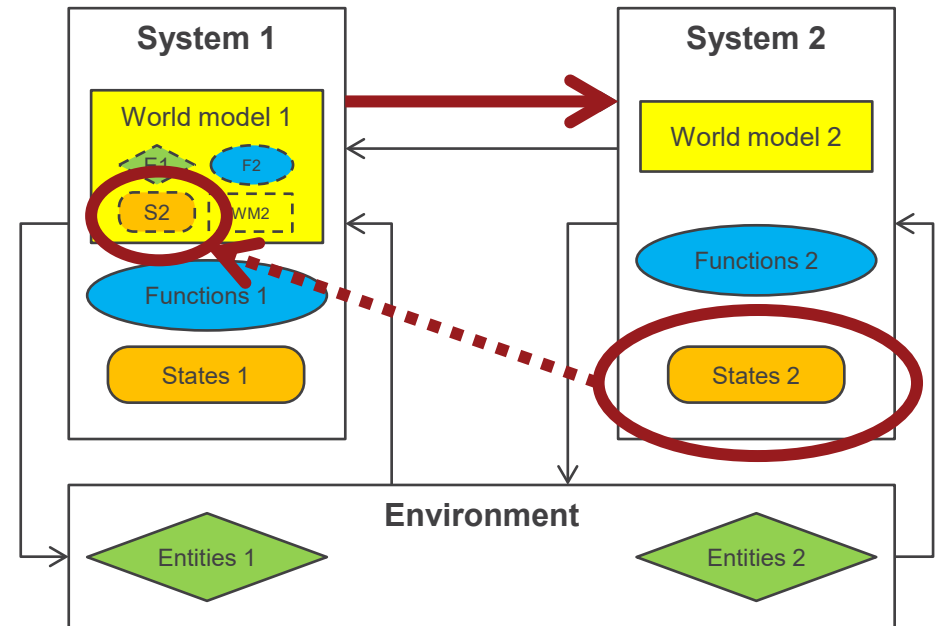 System 1
World model 1
E1
F2
S2
WM2
Functions 1
States 1
System 2
World model 2
Functions 2
States 2
Environment
Entities 1
Entities 2